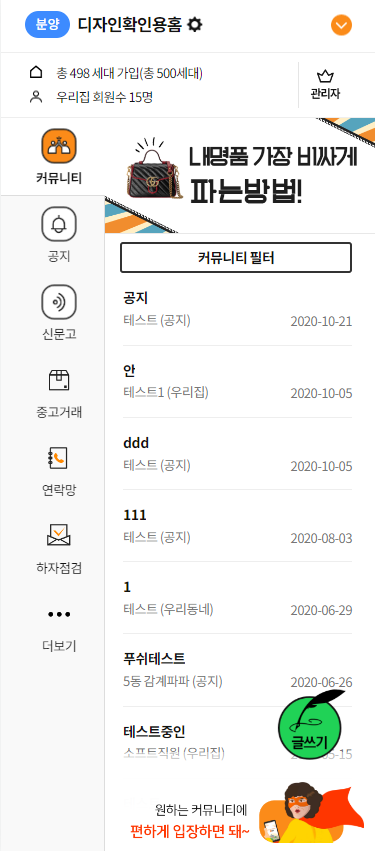 분양 디자인확인용홈
총 498 세대 가입(총 500세대)
우리집 회원수 15명
관리자
커뮤니티
공지
신문고
중고거래
연락망
하자점검
더보기
내명품 가장 비싸게
파는방법!
커뮤니티 필터
공지
테스트 (공지) 2020-10-21
안
테스트1 (우리집) 2020-10-05
ddd
테스트 (공지) 2020-10-05
111
테스트 (공지) 2020-08-03
1
테스트 (우리동네) 2020-06-29
푸쉬테스트
5동 감계파파 (공지) 2020-06-26
테스트중인
소프트직원 (우리집)
글쓰기
원하는 커뮤니티에
편하게 입장하면 돼~